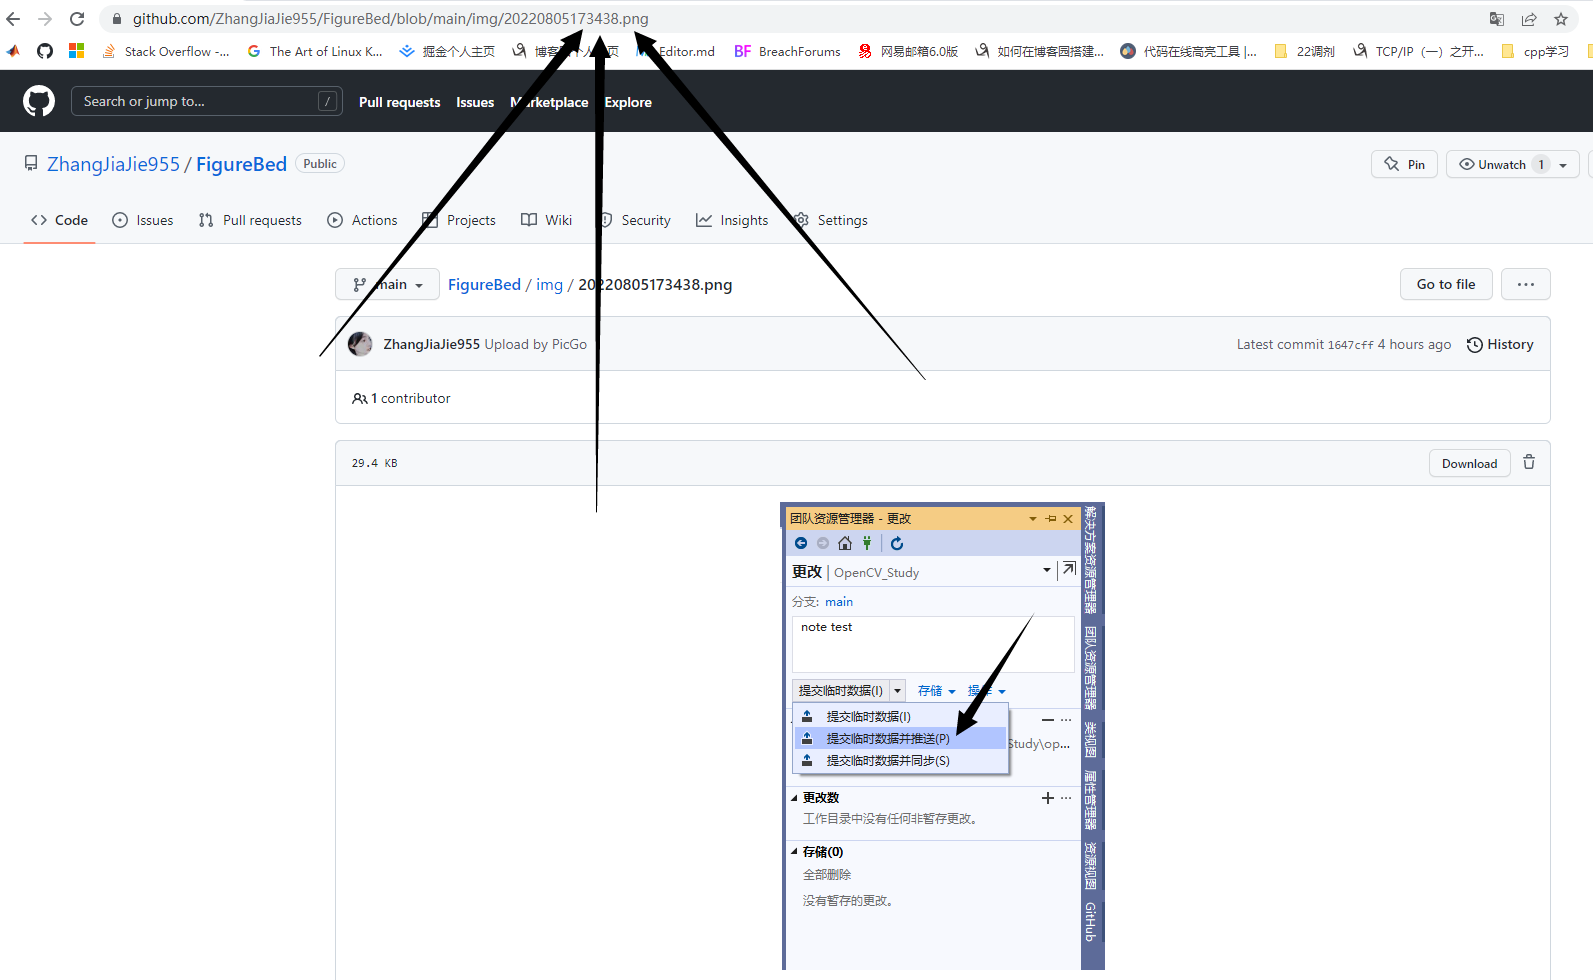 github.com/ZhangJiaJie955/FigureBed/blob/main/img/20220805173438.png
Stack Overflow -...
The Art of Linux K...
掘金个人主页
Editor.md
BreachForums
网易邮箱6.0版
如何在博客园搭建...
代码在线高亮工具 |...
22调剂
TCP/IP（一）之开...
cpp学习
Search or jump to...
/
Pull requests
Issues
Marketplace
Explore
ZhangJiaJie955 / FigureBed
Public
Pin
Unwatch 1
Code
Issues
Pull requests
Actions
Projects
Wiki
Security
Insights
Settings
main
FigureBed / img / 20220805173438.png
Go to file
ZhangJiaJie955 Upload by PicGo
Latest commit 1647cff 4 hours ago
History
1 contributor
29.4 KB
Download
团队资源管理器 - 更改
更改 | OpenCV_Study
分支: main
note test
提交临时数据(I)
存储
提交临时数据(I)
提交临时数据并推送(P)
Study\op...
提交临时数据并同步(S)
更改数
工作目录中没有任何非暂存更改。
存储(0)
全部删除
没有暂存的更改。
解决方案资源管理器
团队资源管理器
类视图
属性管理器
资源视图
GitHub